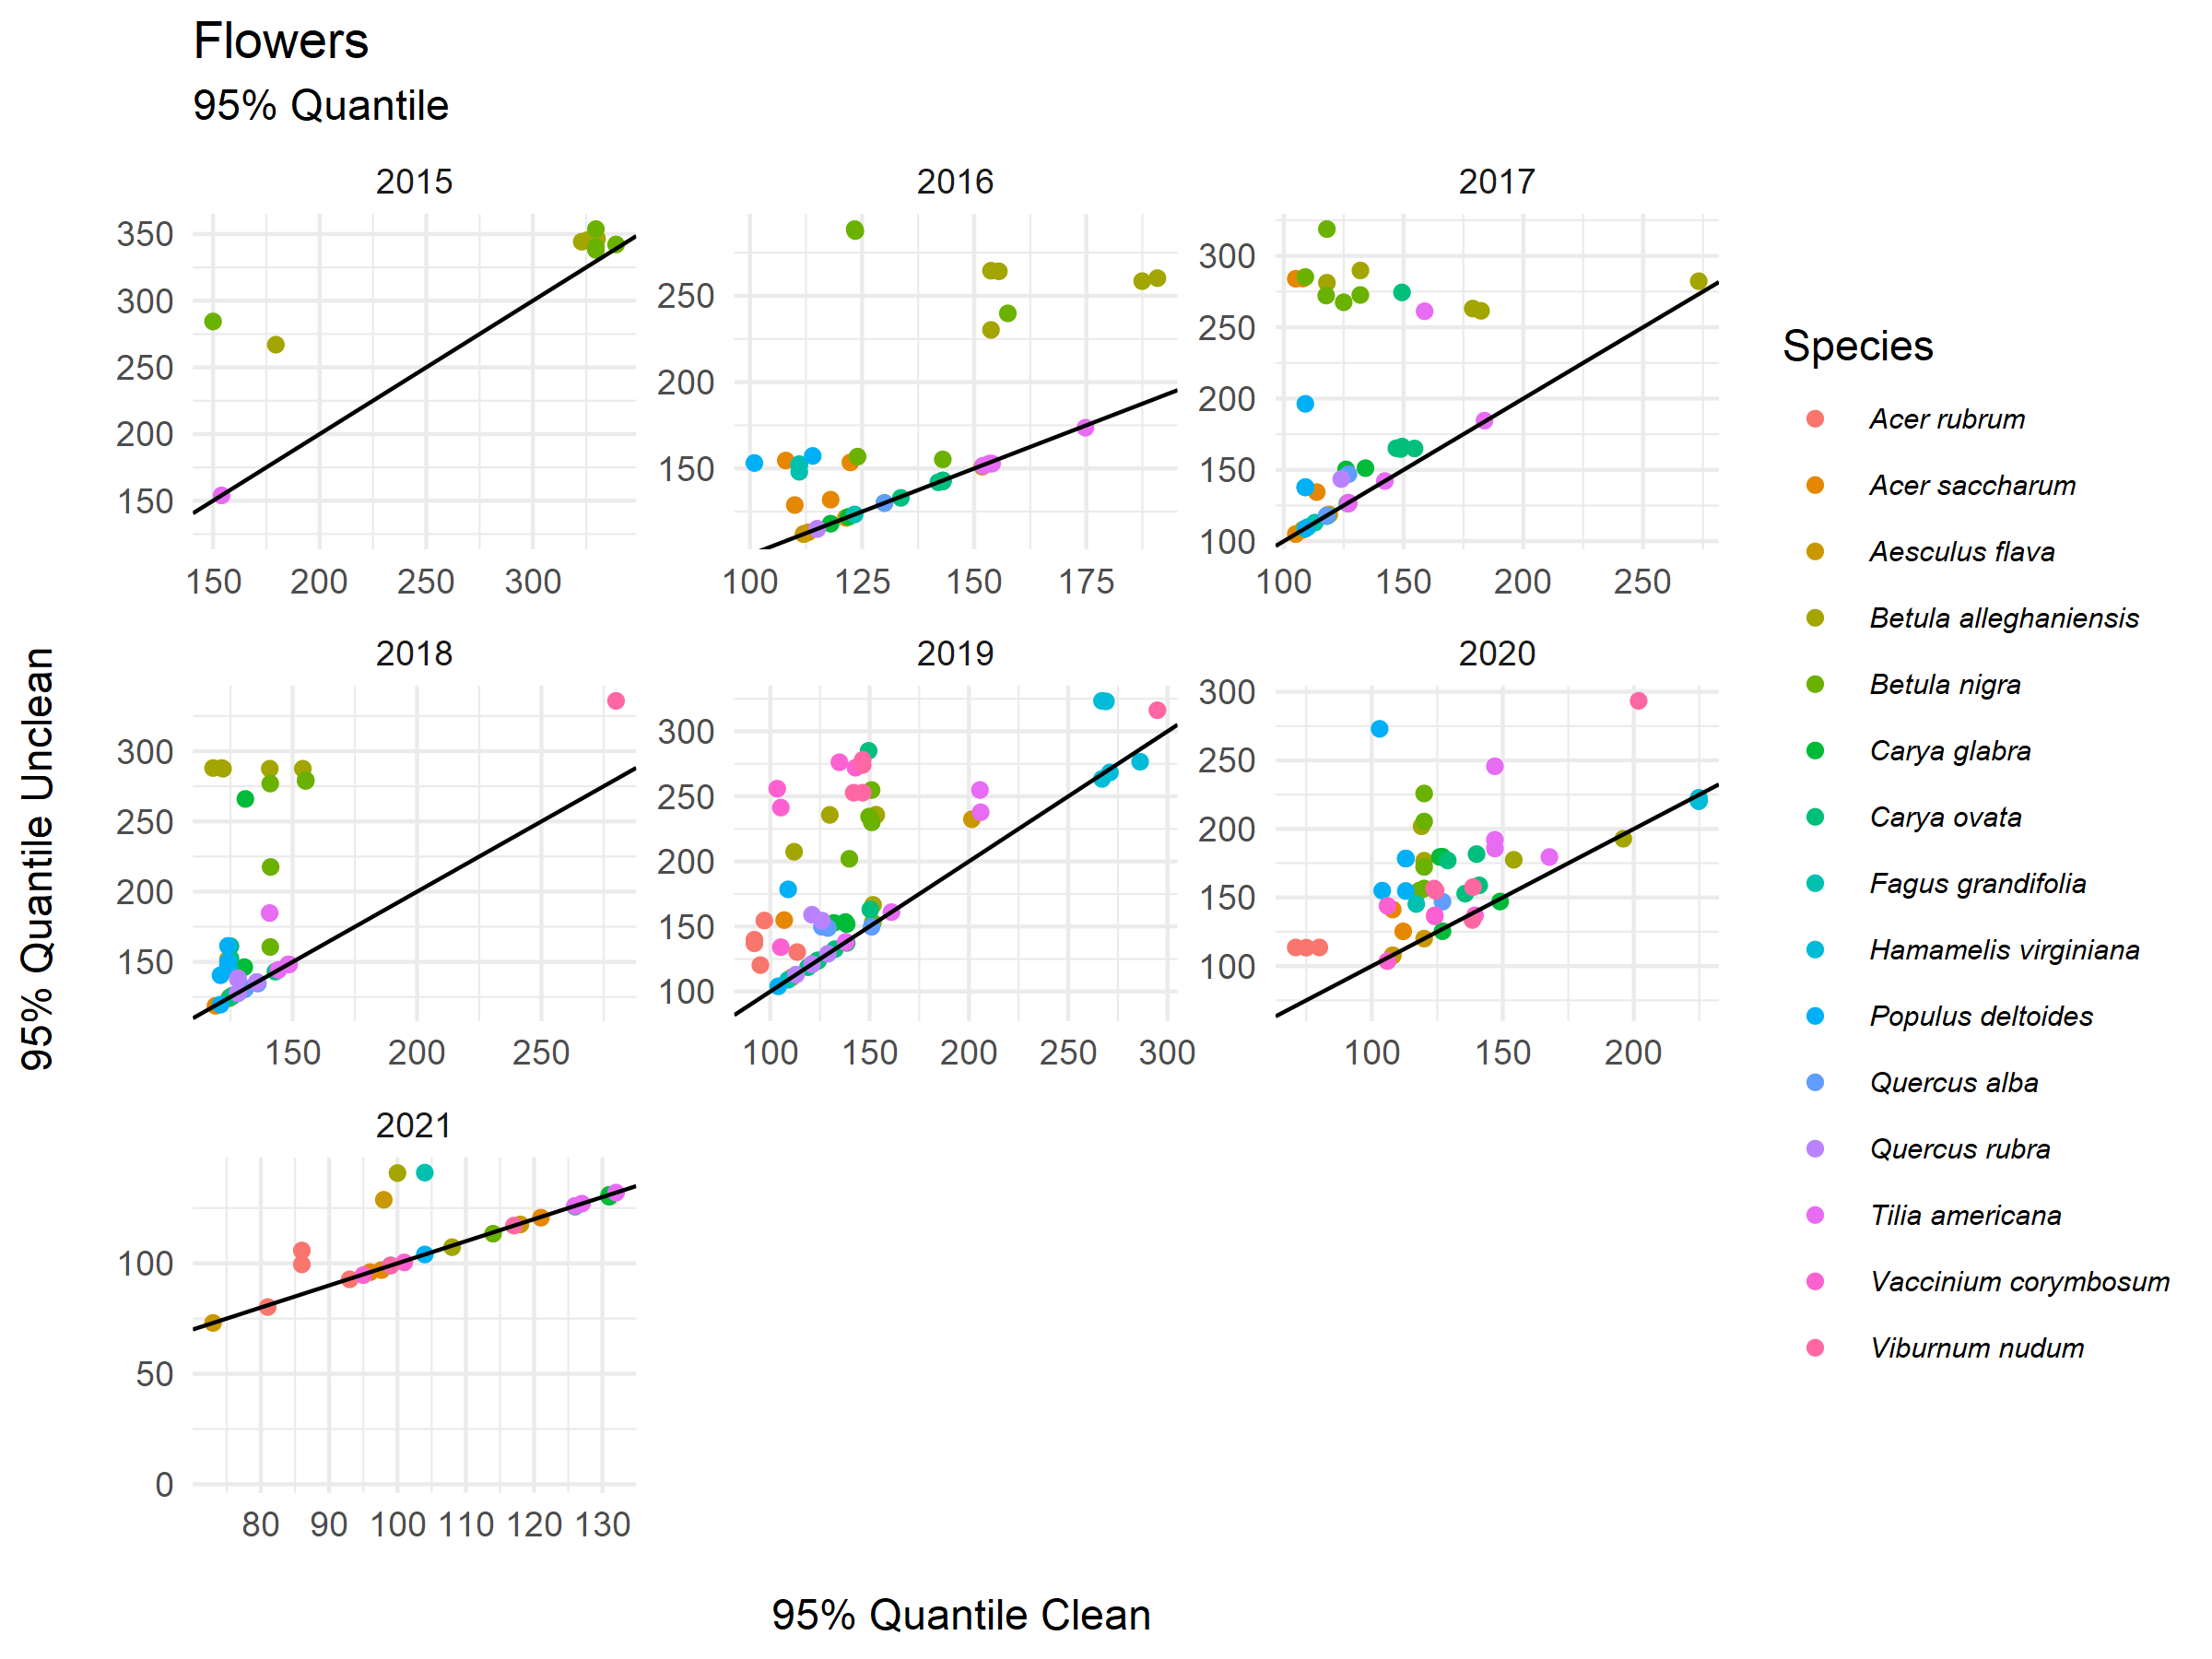 Flowers
95% Quantile
2015
2016
2017
350
300
250
200
150
150 200 250 300
250
200
150
100 125 150 175
300
250
200
150
100
100 150 200 250
2018
2019
2020
300
250
200
150
150 200 250
300
250
200
150
100
100 150 200 250 300
300
250
200
150
100
100 150 200
2021
100
50
0
80 90 100 110 120 130
95% Quantile Unclean
95% Quantile Clean
Species
Acer rubrum
Acer saccharum
Aesculus flava
Betula alleghaniensis
Betula nigra
Carya glabra
Carya ovata
Fagus grandifolia
Hamamelis virginiana
Populus deltoides
Quercus alba
Quercus rubra
Tilia americana
Vaccinium corymbosum
Viburnum nudum